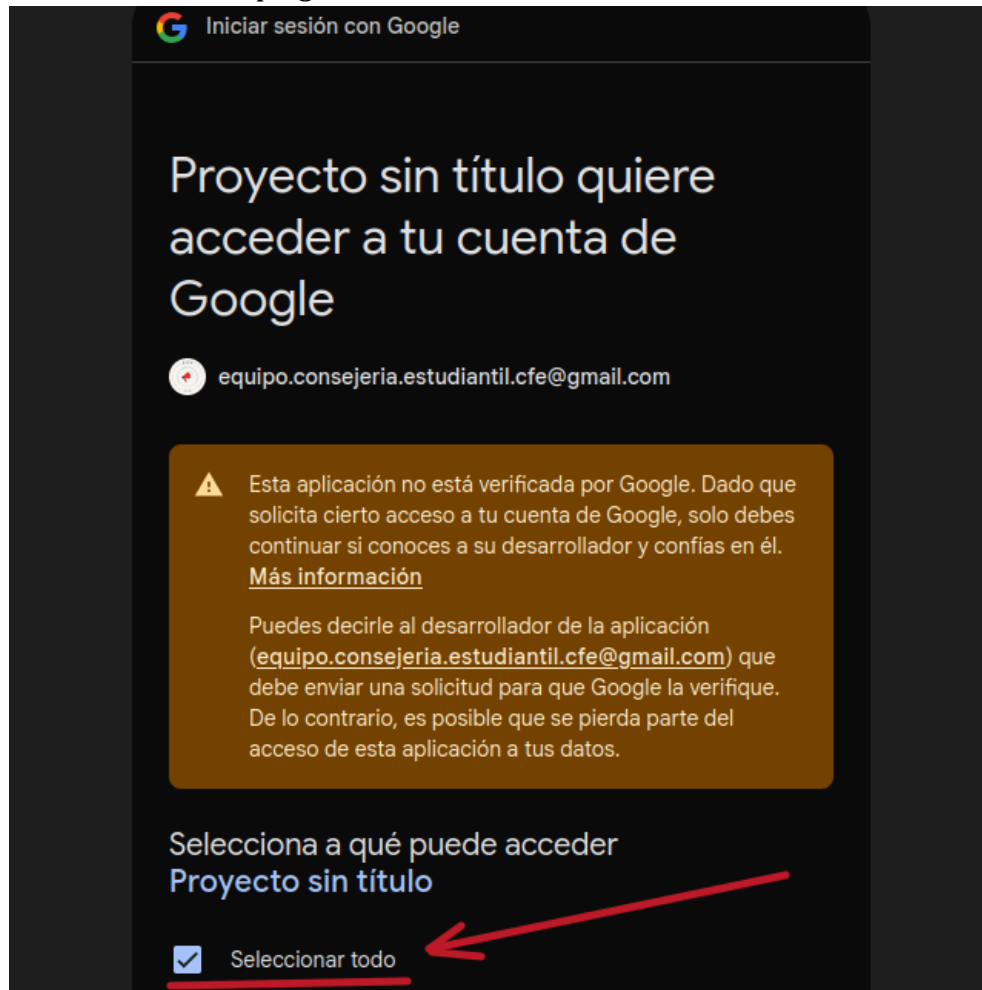 Iniciar sesión con Google
Proyecto sin título quiere
acceder a tu cuenta de
Google
equipo.consejeria.estudiantil.cfe@gmail.com
Esta aplicación no está verificada por Google. Dado que
solicita cierto acceso a tu cuenta de Google, solo debes
continuar si conoces a su desarrollador y confías en él.
Más información
Puedes decirle al desarrollador de la aplicación
(equipo.consejeria.estudiantil.cfe@gmail.com) que
debe enviar una solicitud para que Google la verifique.
De lo contrario, es posible que se pierda parte del
acceso de esta aplicación a tus datos.
Selecciona a qué puede acceder
Proyecto sin título
Seleccionar todo